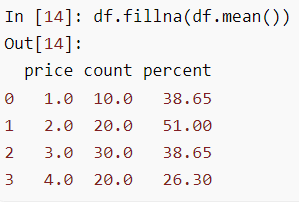 In [14]: df.fillna(df.mean())
Out[14]:
price count percent
0 1.0 10.0 38.65
1 2.0 20.0 51.00
2 3.0 30.0 38.65
3 4.0 20.0 26.30